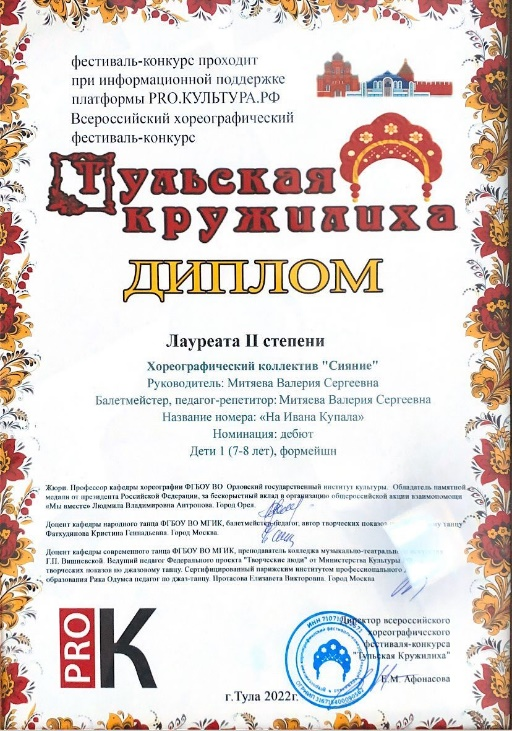 фестиваль-конкурс проходит
при информационной поддержке
платформы PRO.КУЛЬТУРА.РФ
Всероссийский хореографический
фестиваль-конкурс
Тульская
кружилиха
ДИПЛОМ
Лауреата II степени
Хореографический коллектив "Сияние"
Руководитель: Митяева Валерия Сергеевна
Балетмейстер, педагог-репетитор: Митяева Валерия Сергеевна
Название номера: «На Ивана Купала»
Номинация: дебют
Дети 1 (7-8 лет), формейшн
Жюри. Профессор кафедры хореографии ФГБОУ ВО Орловский государственный институт культуры. Обладатель памятной
медали от президента Российской Федерации, за бескорыстный вклад в организацию общероссийской акции взаимопомощи
«Мы вместе» Людмила Владимировна Антропова. Город Орел.
Доцент кафедры народного танца ФГБОУ ВО МГИК, балетмейстер-педагог, автор творческих показов танцу
Фатхудинова Кристина Геннадьевна. Город Москва.
Доцент кафедры современного танца ФГБОУ ВО МГИК, преподаватель колледжа музыкально-театрального
Г.П. Вишневской. Ведущий педагог Федерального проекта "Творческие люди" от Министерства Культуры
творческих показов по джазовому танцу. Сертифицированный парижским институтом профессионального
образования Рика Одумса педагог по джаз-танцу. Протасова Елизавета Викторовна. Город Москва
PRO К
Директор всероссийского
хореографического
фестиваля-конкурса
"Тульская Кружилиха"
Е.М. Афонасова
г.Тула 2022г.